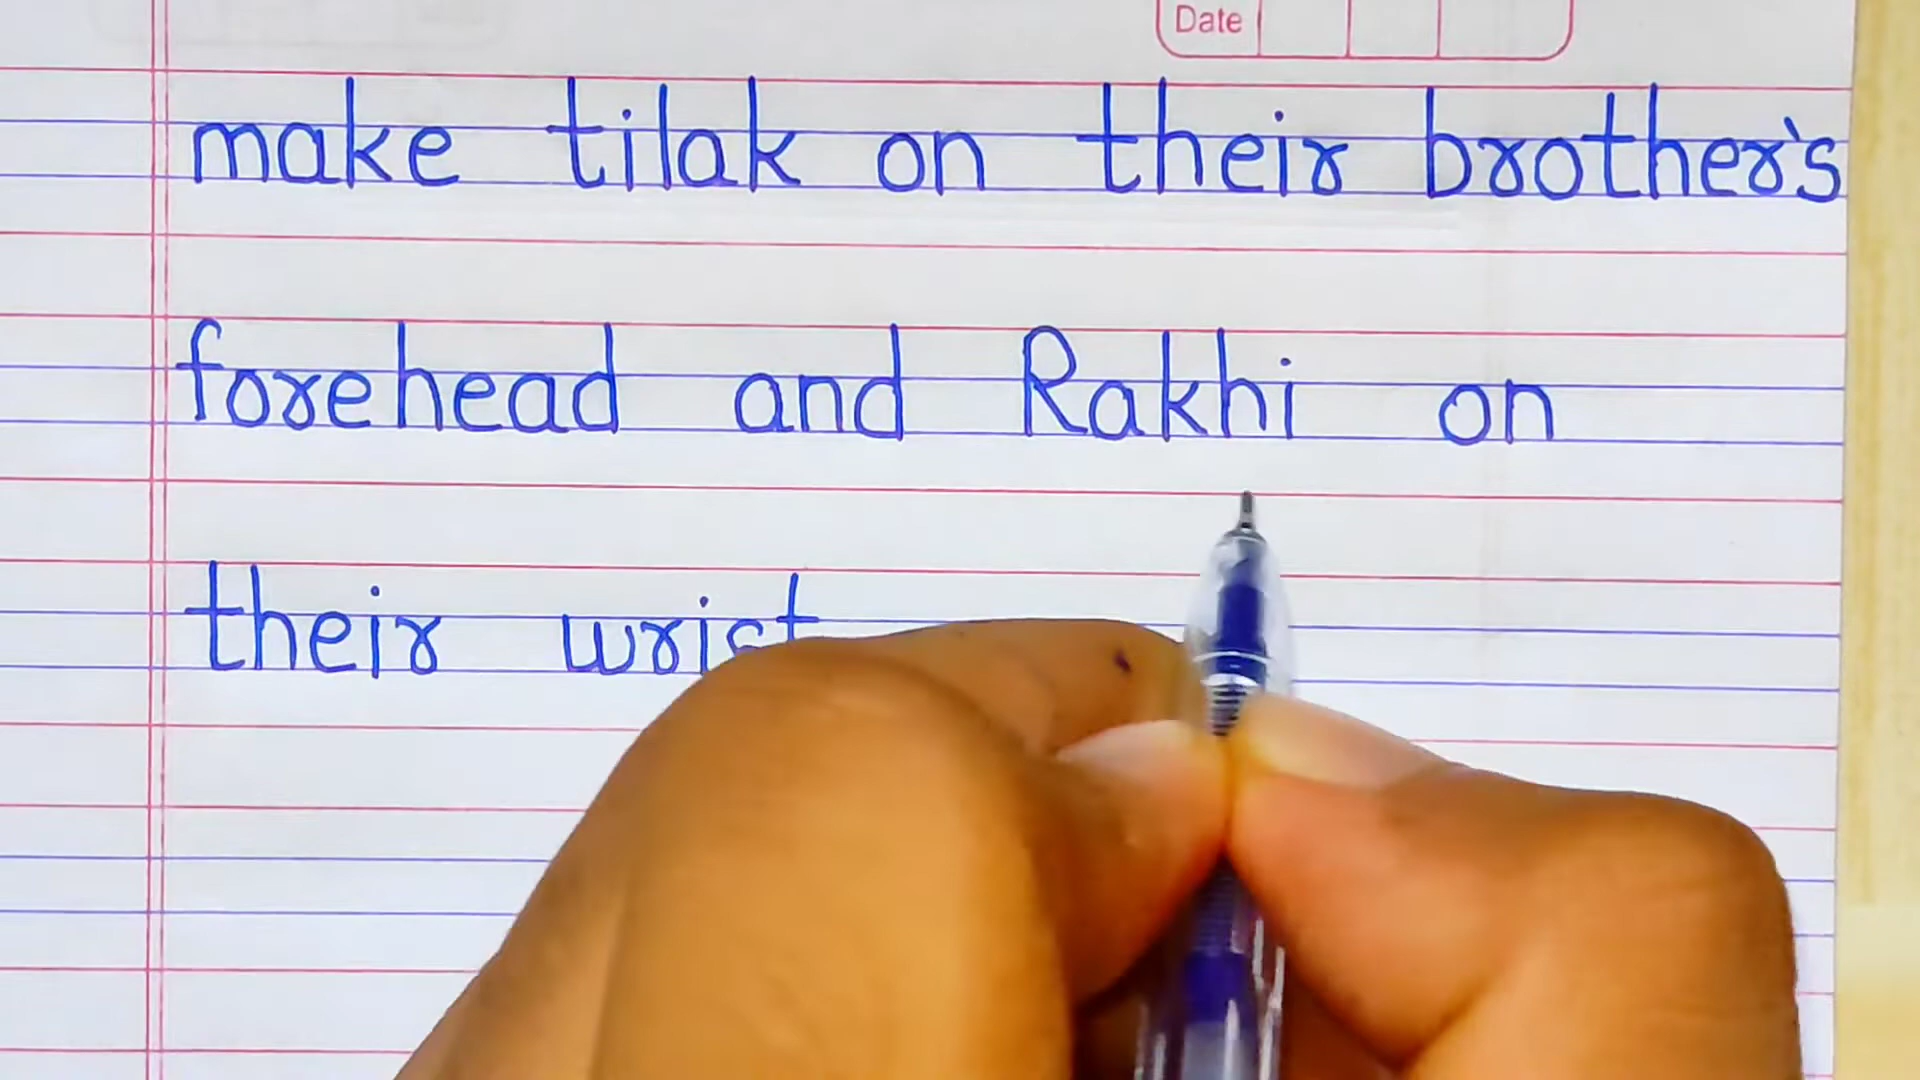 Date
make tilak on their brother's
forehead and Rakhi on
their wrist